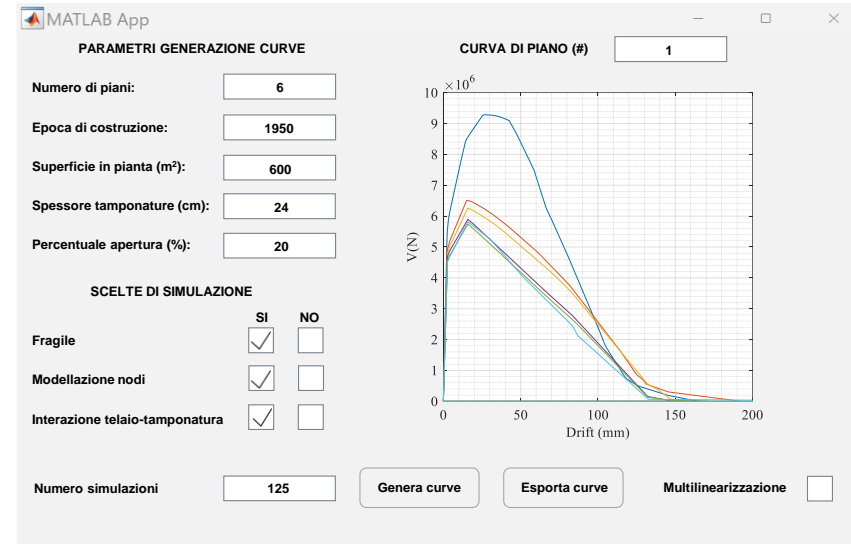 MATLAB App
PARAMETRI GENERAZIONE CURVE
Numero di piani: 6
Epoca di costruzione: 1950
Superficie in pianta (m²): 600
Spessore tamponature (cm): 24
Percentuale apertura (%): 20
SCELTE DI SIMULAZIONE
SI NO
Fragile
Modellazione nodi
Interazione telaio-tamponatura
CURVA DI PIANO (#) 1
×10⁶
10
9
8
7
6
5
4
3
2
1
0
V(N)
0 50 100 150 200
Drift (mm)
Numero simulazioni 125 Genera curve Esporta curve Multilinearizzazione